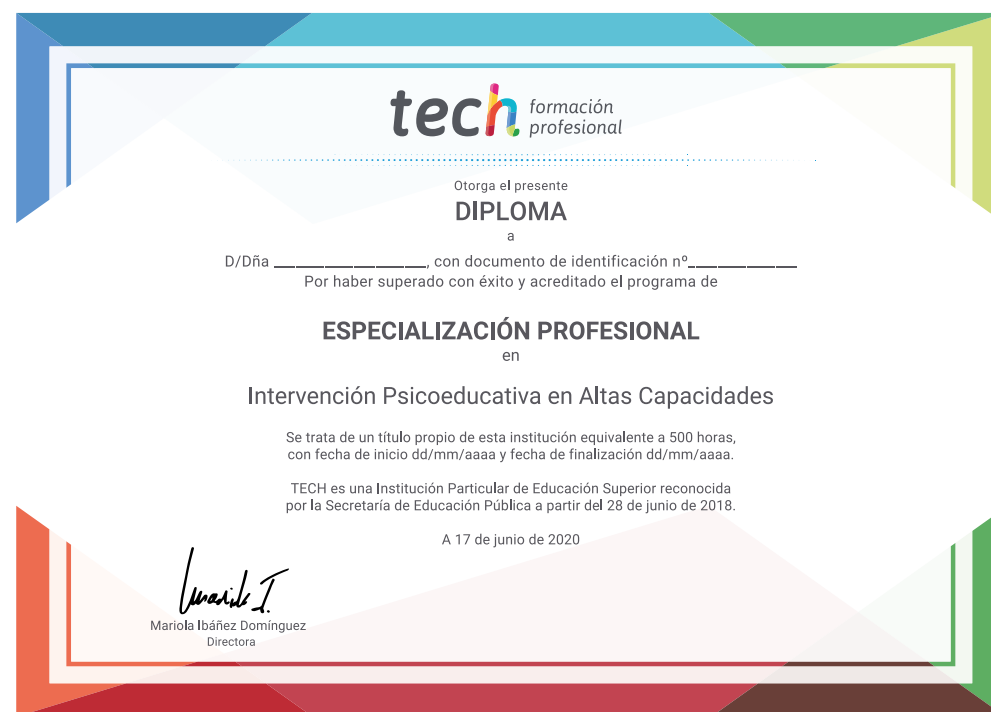 tech formación
profesional
Otorga el presente
DIPLOMA
a
D/Dña ____________________, con documento de identificación nº______________
Por haber superado con éxito y acreditado el programa de
ESPECIALIZACIÓN PROFESIONAL
en
Intervención Psicoeducativa en Altas Capacidades
Se trata de un título propio de esta institución equivalente a 500 horas,
con fecha de inicio dd/mm/aaaa y fecha de finalización dd/mm/aaaa.
TECH es una Institución Particular de Educación Superior reconocida
por la Secretaría de Educación Pública a partir del 28 de junio de 2018.
A 17 de junio de 2020
Mariola I.
Mariola Ibáñez Domínguez
Directora